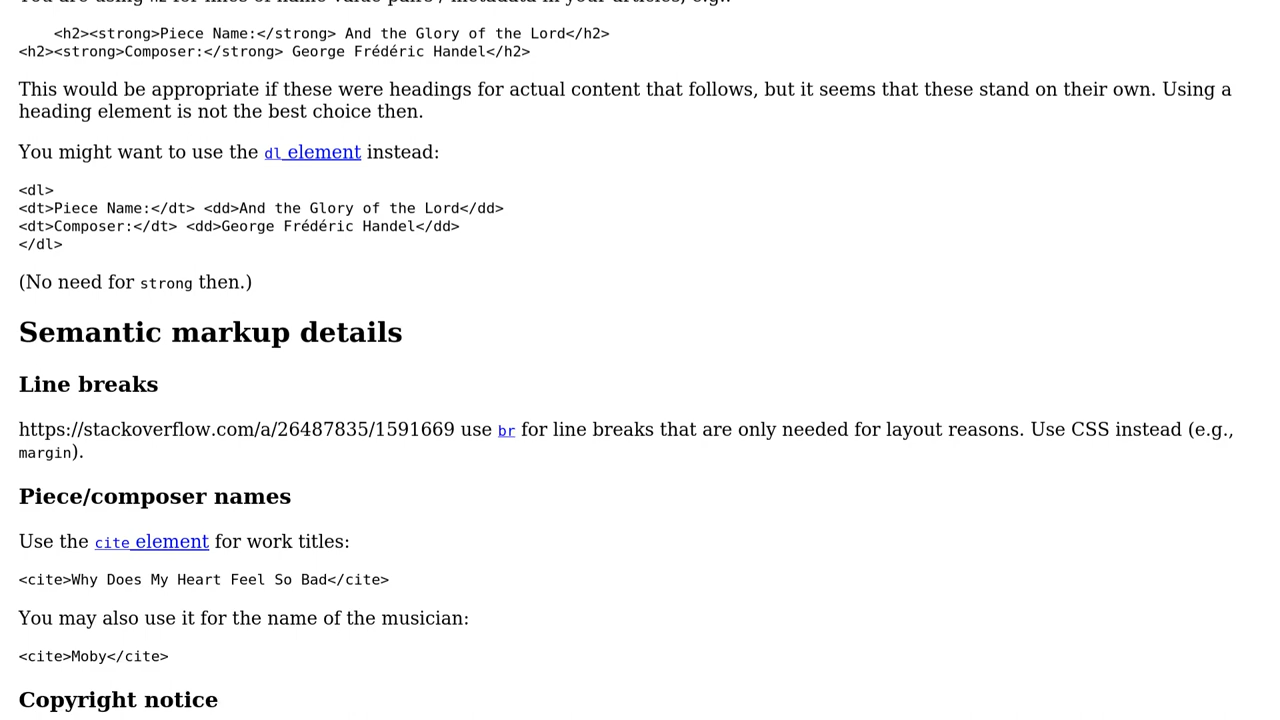 <h2><strong>Piece Name:</strong> And the Glory of the Lord</h2>
<h2><strong>Composer:</strong> George Frédéric Handel</h2>
This would be appropriate if these were headings for actual content that follows, but it seems that these stand on their own. Using a
heading element is not the best choice then.
You might want to use the dl element instead:
<dl>
<dt>Piece Name:</dt> <dd>And the Glory of the Lord</dd>
<dt>Composer:</dt> <dd>George Frédéric Handel</dd>
</dl>
(No need for strong then.)
Semantic markup details
Line breaks
https://stackoverflow.com/a/26487835/1591669 use br for line breaks that are only needed for layout reasons. Use CSS instead (e.g.,
margin).
Piece/composer names
Use the cite element for work titles:
<cite>Why Does My Heart Feel So Bad</cite>
You may also use it for the name of the musician:
<cite>Moby</cite>
Copyright notice